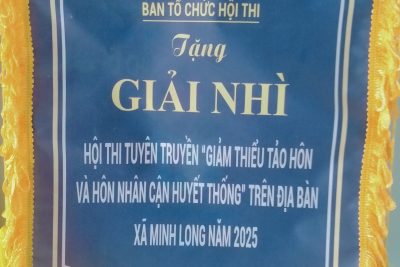 BAN TỔ CHỨC HỘI THI
Tặng
GIẢI NHÌ
HỘI THI TUYÊN TRUYỀN "GIẢM THIỂU TẢO HÔN
VÀ HÔN NHÂN CẬN HUYẾT THỐNG" TRÊN ĐỊA BÀN
XÃ MINH LONG NĂM 2025